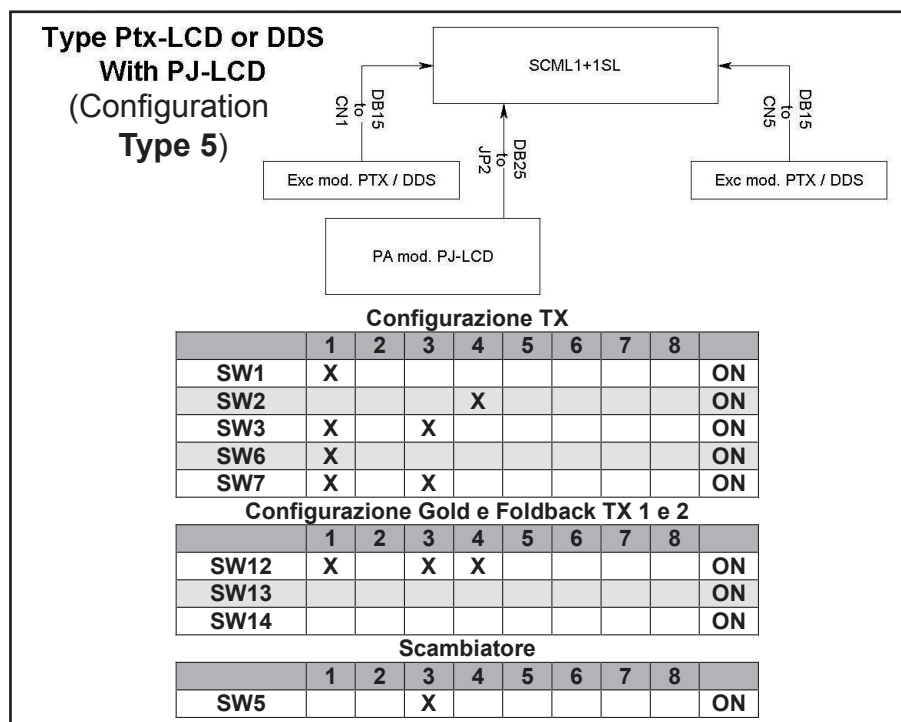 Type Ptx-LCD or DDS
With PJ-LCD
(Configuration
Type 5)
SCML1+1SL
DB15
to
CN1
DB25
to
JP2
DB15
to
CN5
Exc mod. PTX / DDS
Exc mod. PTX / DDS
PA mod. PJ-LCD
Configurazione TX
1 2 3 4 5 6 7 8
SW1 X ON
SW2 X ON
SW3 X X ON
SW6 X ON
SW7 X X ON
Configurazione Gold e Foldback TX 1 e 2
1 2 3 4 5 6 7 8
SW12 X X X ON
SW13 ON
SW14 ON
Scambiatore
1 2 3 4 5 6 7 8
SW5 X ON